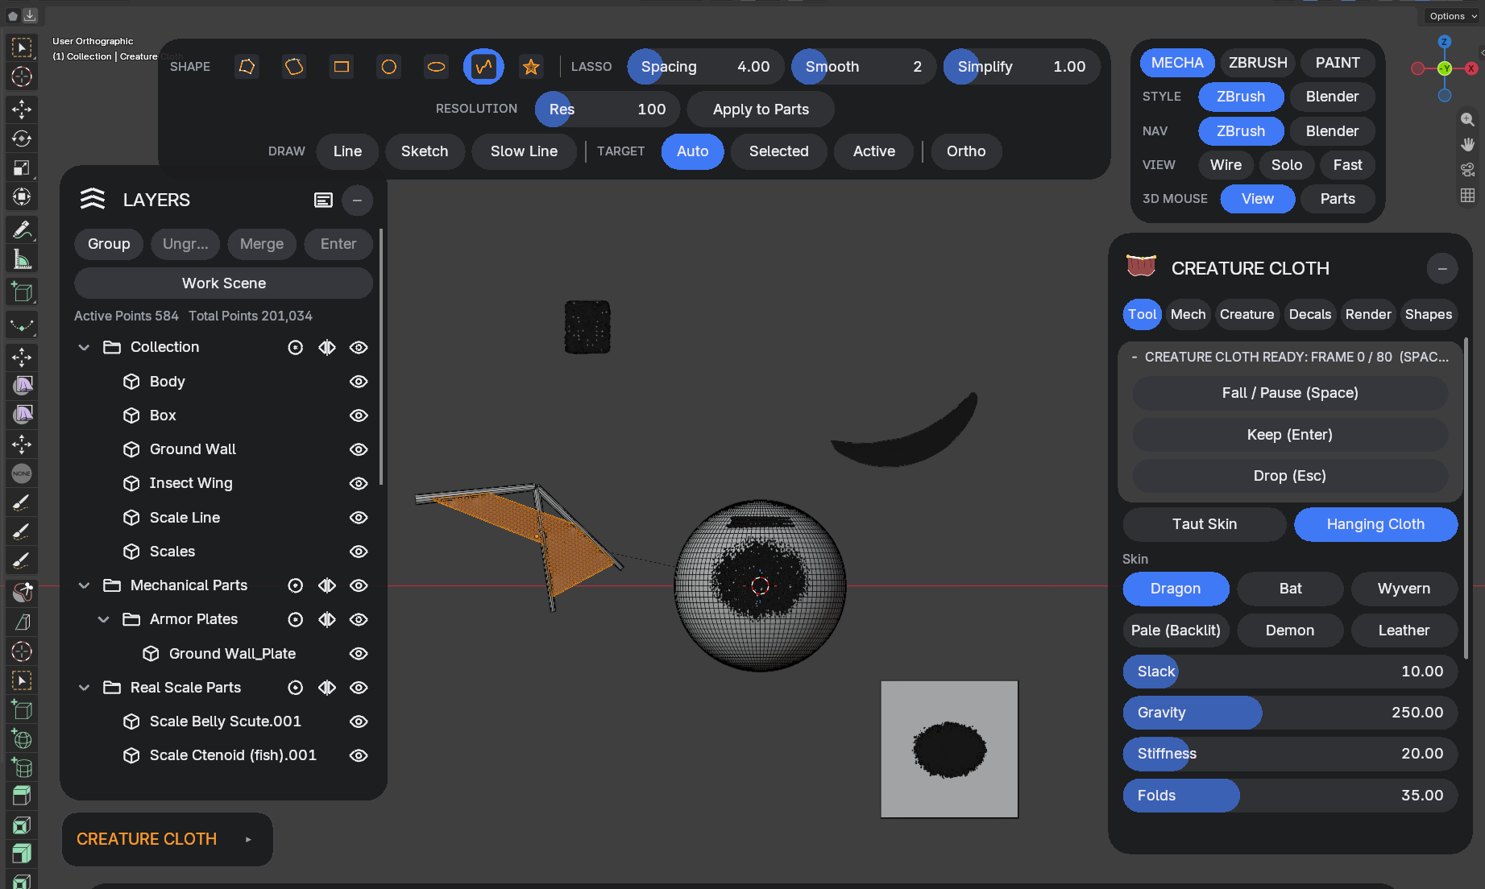 Options
User Orthographic
(1) Collection | Creature
SHAPE
LASSO
Spacing 4.00
Smooth 2
Simplify 1.00
RESOLUTION
Res 100
Apply to Parts
DRAW
Line
Sketch
Slow Line
TARGET
Auto
Selected
Active
Ortho
MECHA
ZBRUSH
PAINT
STYLE
ZBrush
Blender
NAV
ZBrush
Blender
VIEW
Wire
Solo
Fast
3D MOUSE
View
Parts
Z
Y
X
LAYERS
Group
Ungr...
Merge
Enter
Work Scene
Active Points 584 Total Points 201,034
Collection
Body
Box
Ground Wall
Insect Wing
Scale Line
Scales
Mechanical Parts
Armor Plates
Ground Wall_Plate
Real Scale Parts
Scale Belly Scute.001
Scale Ctenoid (fish).001
CREATURE CLOTH
NONE
CREATURE CLOTH
Tool
Mech
Creature
Decals
Render
Shapes
- CREATURE CLOTH READY: FRAME 0 / 80 (SPAC...
Fall / Pause (Space)
Keep (Enter)
Drop (Esc)
Taut Skin
Hanging Cloth
Skin
Dragon
Bat
Wyvern
Pale (Backlit)
Demon
Leather
Slack 10.00
Gravity 250.00
Stiffness 20.00
Folds 35.00